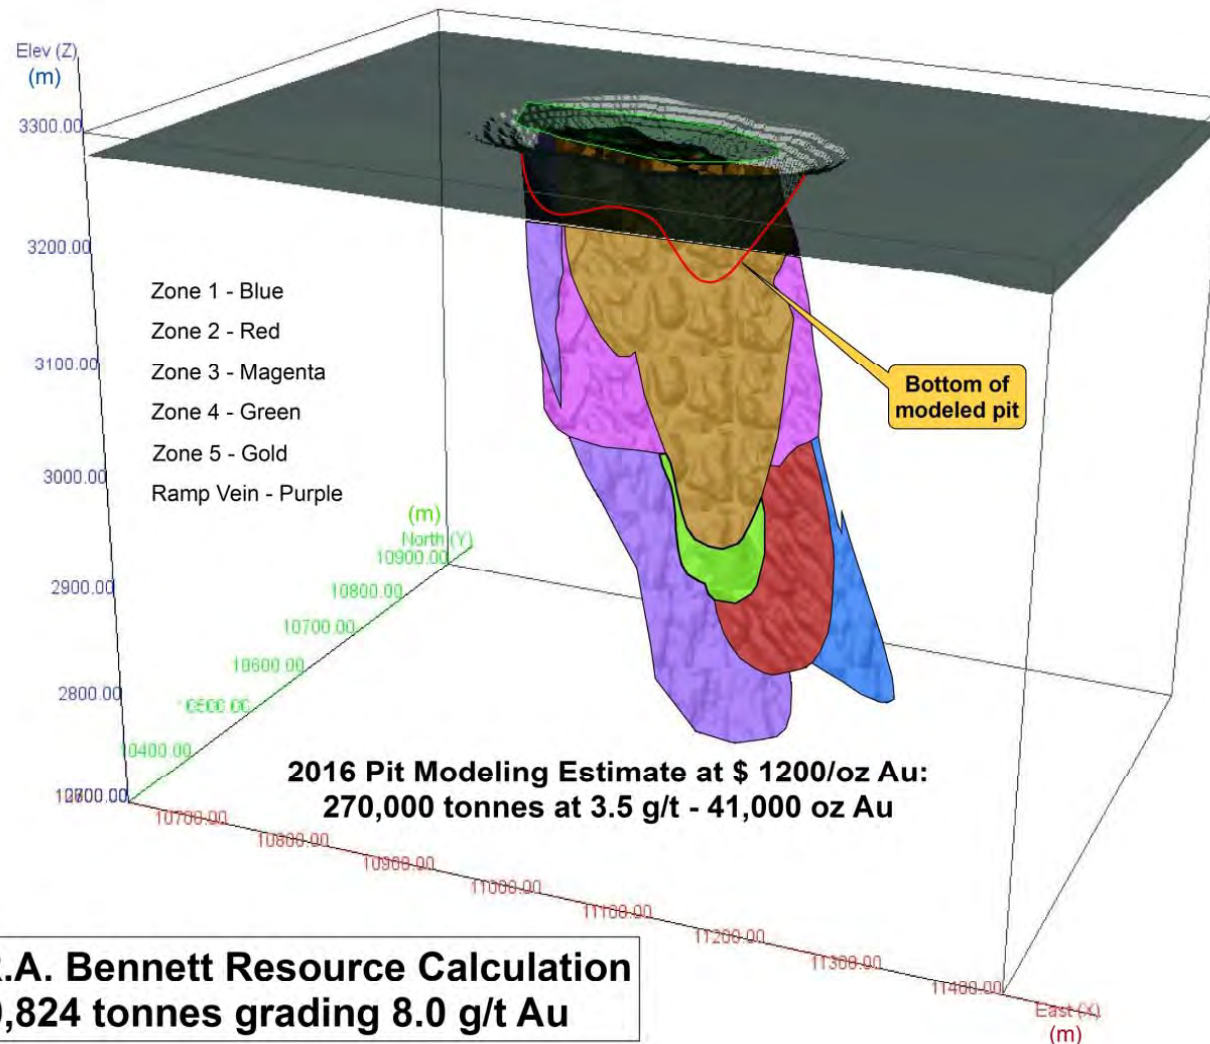 Elev (Z)
(m)
3300.00
3200.00
3100.00
3000.00
2900.00
2800.00
Zone 1 - Blue
Zone 2 - Red
Zone 3 - Magenta
Zone 4 - Green
Zone 5 - Gold
Ramp Vein - Purple
Bottom of
modeled pit
(m)
North (Y)
10900.00
10800.00
10700.00
10600.00
10400.00
2016 Pit Modeling Estimate at $ 1200/oz Au:
270,000 tonnes at 3.5 g/t - 41,000 oz Au
10700.00
10800.00
10900.00
11000.00
11100.00
11200.00
11300.00
11400.00
East (X)
(m)
.A. Bennett Resource Calculation
,824 tonnes grading 8.0 g/t Au